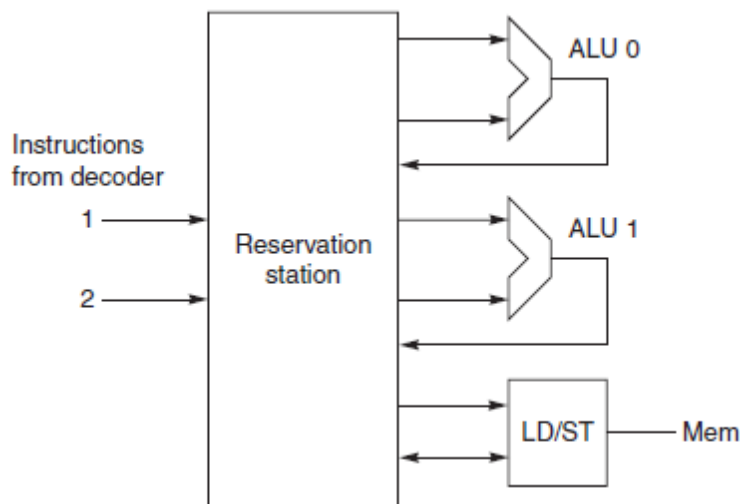 ALU 0
Instructions
from decoder
1
2
Reservation
station
ALU 1
LD/ST
Mem